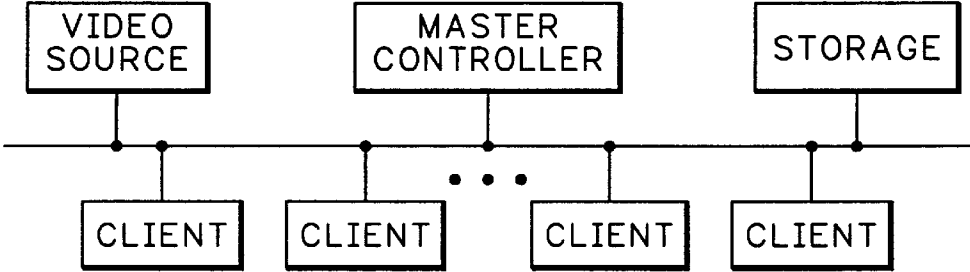 VIDEO
SOURCE
MASTER
CONTROLLER
STORAGE
CLIENT
CLIENT
CLIENT
CLIENT